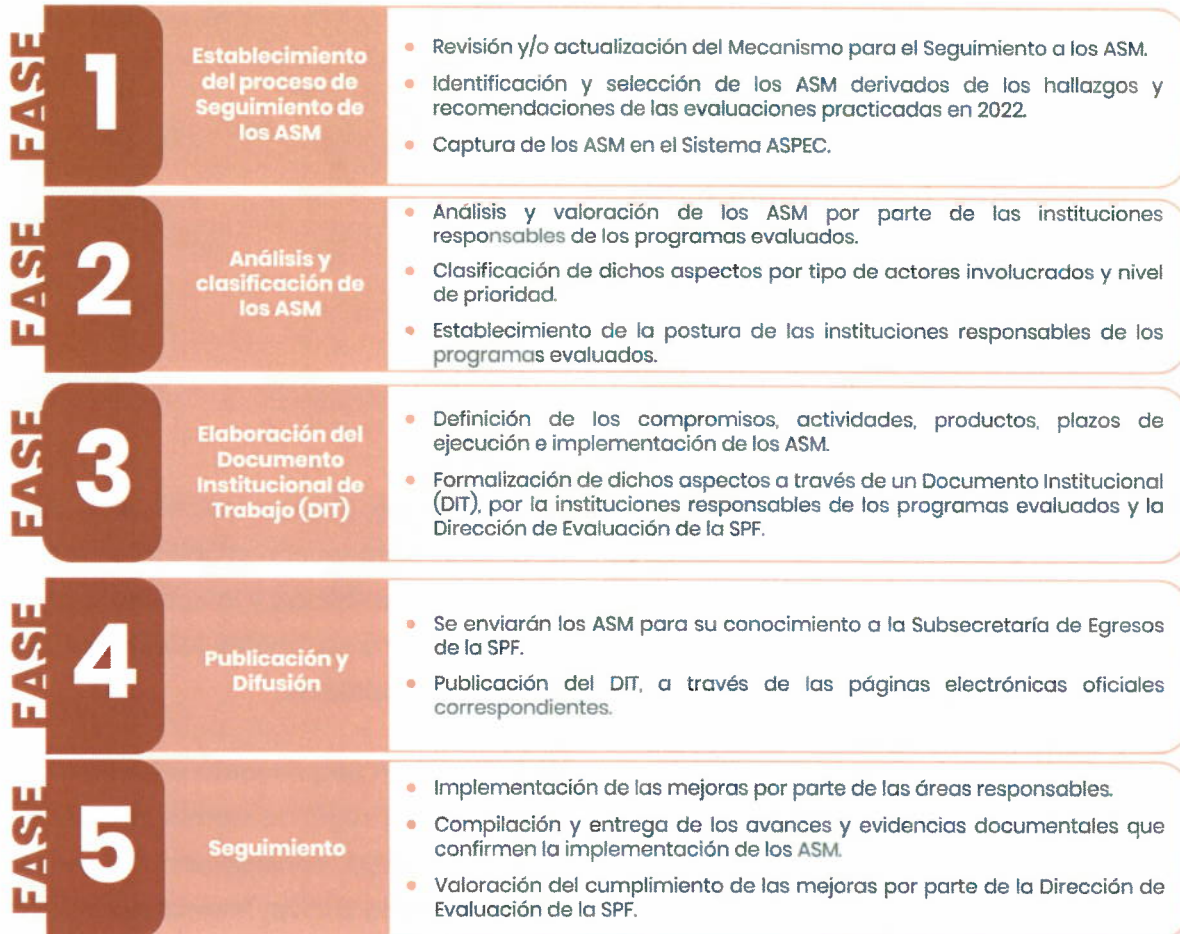 FASE 1
Establecimiento
del proceso de
Seguimiento de
los ASM
• Revisión y/o actualización del Mecanismo para el Seguimiento a los ASM.
• Identificación y selección de los ASM derivados de los hallazgos y
recomendaciones de las evaluaciones practicadas en 2022.
• Captura de los ASM en el Sistema ASPEC.
FASE 2
Análisis y
clasificación de
los ASM
• Análisis y valoración de los ASM por parte de las instituciones
responsables de los programas evaluados.
• Clasificación de dichos aspectos por tipo de actores involucrados y nivel
de prioridad.
• Establecimiento de la postura de las instituciones responsables de los
programas evaluados.
FASE 3
Elaboración del
Documento
Institucional de
Trabajo (DIT)
• Definición de los compromisos, actividades, productos, plazos de
ejecución e implementación de los ASM.
• Formalización de dichos aspectos a través de un Documento Institucional
(DIT), por la instituciones responsables de los programas evaluados y la
Dirección de Evaluación de la SPF.
FASE 4
Publicación y
Difusión
• Se enviarán los ASM para su conocimiento a la Subsecretaría de Egresos
de la SPF.
• Publicación del DIT, a través de las páginas electrónicas oficiales
correspondientes.
FASE 5
Seguimiento
• Implementación de las mejoras por parte de las áreas responsables.
• Compilación y entrega de los avances y evidencias documentales que
confirmen la implementación de los ASM.
• Valoración del cumplimiento de las mejoras por parte de la Dirección de
Evaluación de la SPF.